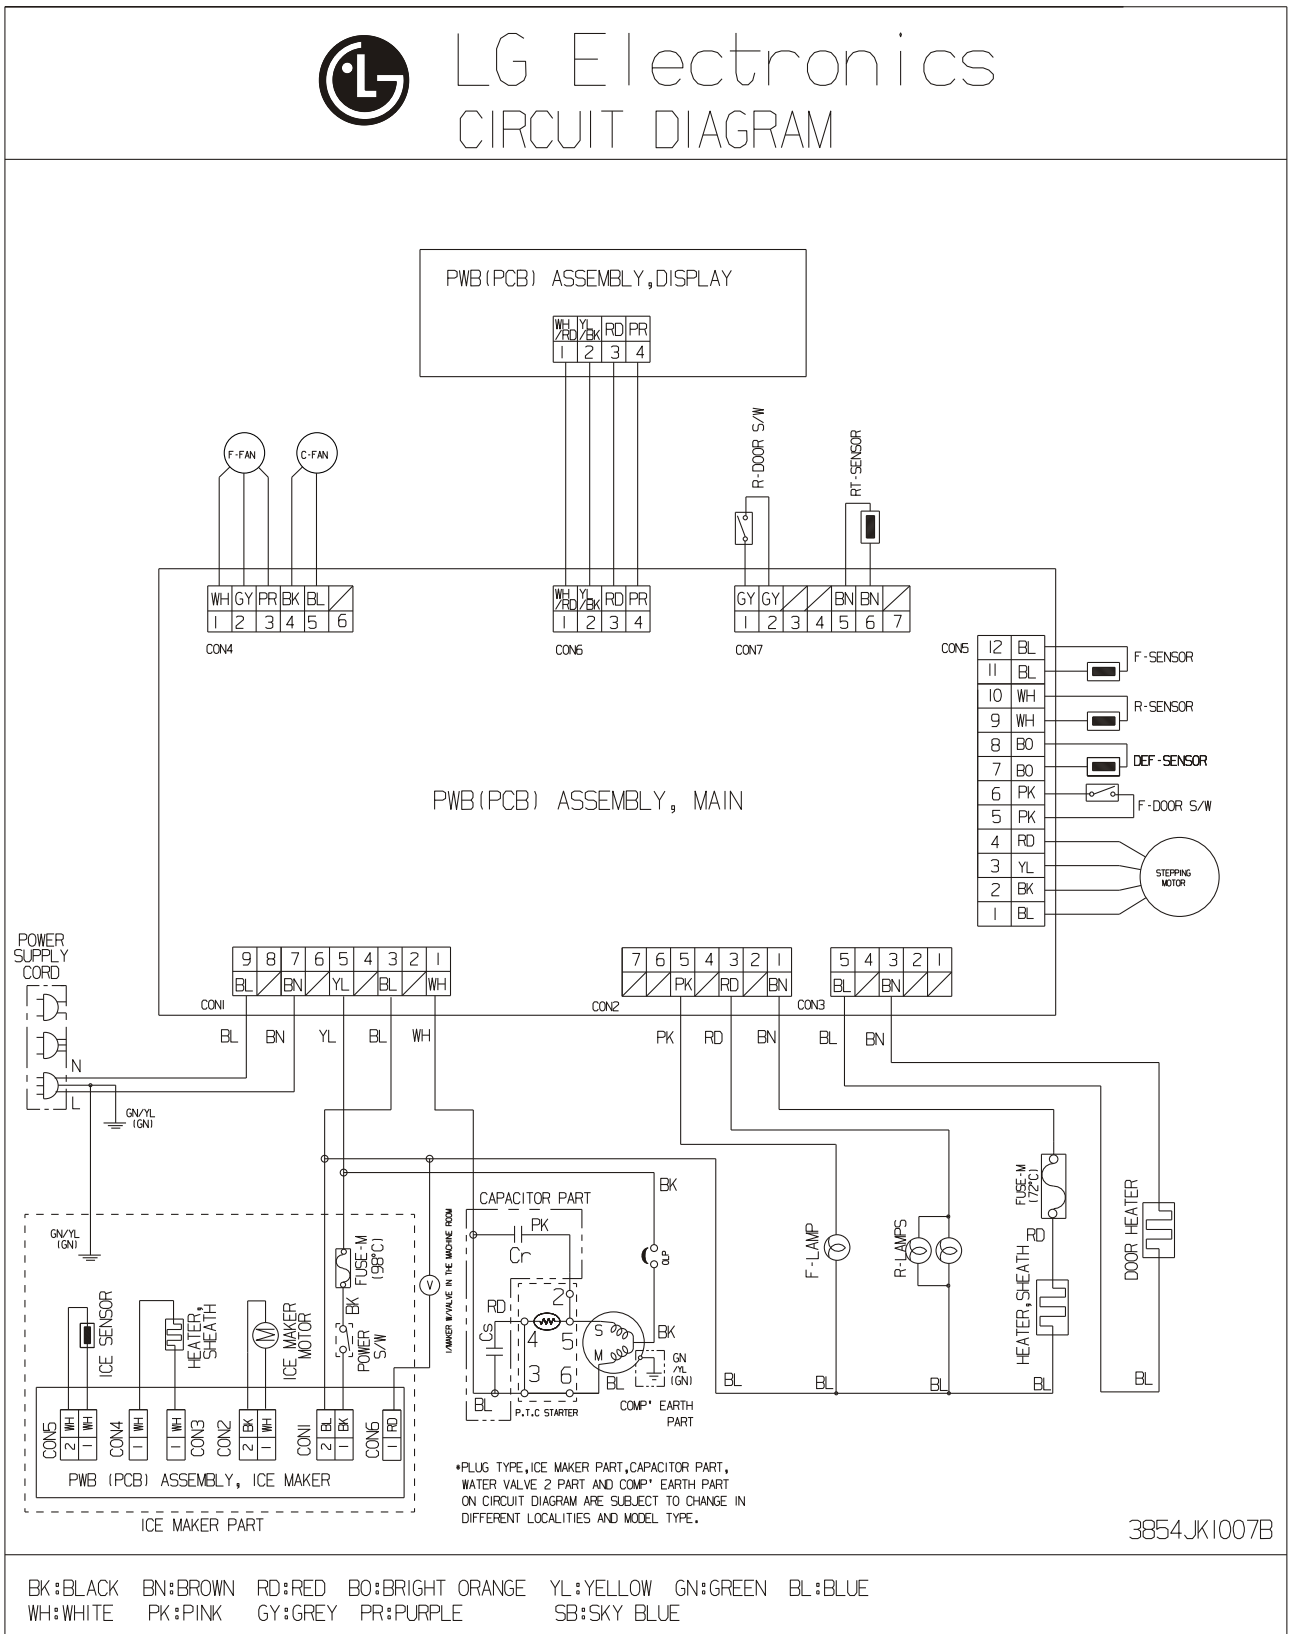 LG LG Electronics
CIRCUIT DIAGRAM
PWB(PCB) ASSEMBLY, DISPLAY
WH/RD YL/BK RD PR
1 2 3 4
F-FAN
C-FAN
R-DOOR S/W
RT-SENSOR
WH GY PR BK BL
1 2 3 4 5 6
CON4
WH/RD YL/BK RD PR
1 2 3 4
CON6
GY GY BN BN
1 2 3 4 5 6 7
CON7
CON5
12 BL
11 BL
F-SENSOR
10 WH
9 WH
R-SENSOR
8 BO
7 BO
DEF-SENSOR
6 PK
5 PK
F-DOOR S/W
4 RD
3 YL
2 BK
1 BL
STEPPING
MOTOR
PWB(PCB) ASSEMBLY, MAIN
POWER
SUPPLY
CORD
N
L
GN/YL
(GN)
9 8 7 6 5 4 3 2 1
BL BN YL BL WH
CON1
BL BN YL BL WH
7 6 5 4 3 2 1
PK RD BN
CON2
PK RD BN
5 4 3 2 1
BL BN
CON3
BL BN
GN/YL
(GN)
FUSE-M
(98°C)
BK
POWER
S/W
V
I/MAKER W/VALVE IN THE MACHINE ROOM
CAPACITOR PART
PK
Cr
RD
Cs
2
4 5
3 6
BL
P.T.C STARTER
BK
OLP
S
M
BK
BL
GN
/YL
(GN)
COMP' EARTH
PART
F-LAMP
R-LAMPS
FUSE-M
(72°C)
RD
HEATER,SHEATH
DOOR HEATER
BL BL BL BL BL
ICE SENSOR
HEATER,
SHEATH
ICE MAKER
MOTOR
M
CON5 2 WH 1 WH
CON4 1 WH
1 WH CON3
CON2 2 BK 1 WH
CON1 2 BL 1 BK
CON6 1 RD
PWB (PCB) ASSEMBLY, ICE MAKER
ICE MAKER PART
*PLUG TYPE,ICE MAKER PART,CAPACITOR PART,
WATER VALVE 2 PART AND COMP' EARTH PART
ON CIRCUIT DIAGRAM ARE SUBJECT TO CHANGE IN
DIFFERENT LOCALITIES AND MODEL TYPE.
3854JK1007B
BK:BLACK BN:BROWN RD:RED BO:BRIGHT ORANGE YL:YELLOW GN:GREEN BL:BLUE
WH:WHITE PK:PINK GY:GREY PR:PURPLE SB:SKY BLUE